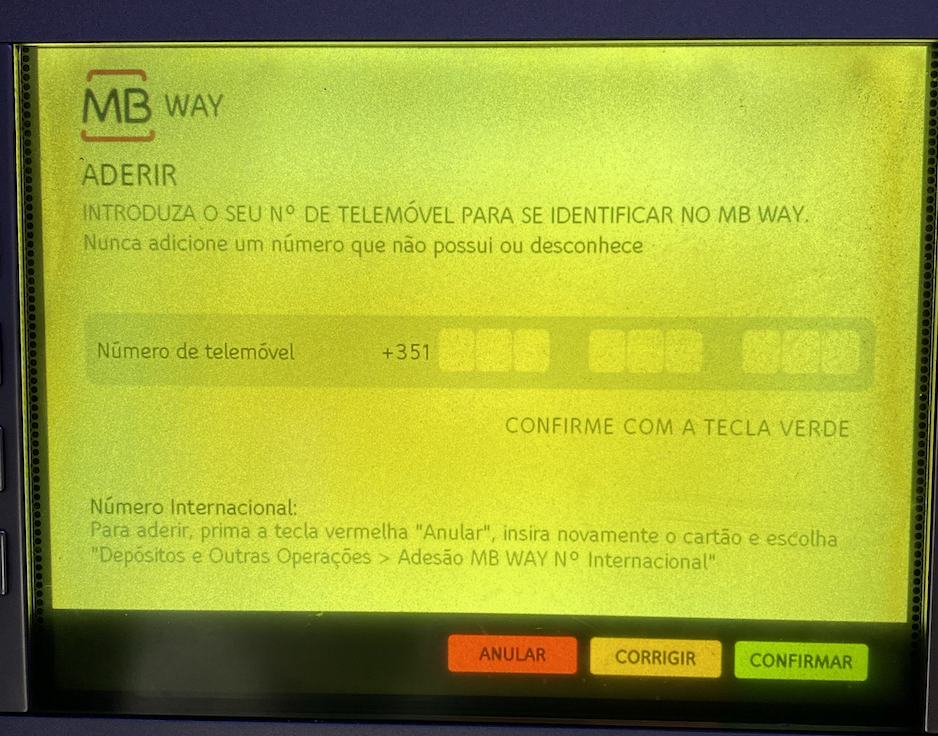 MB WAY
ADERIR
INTRODUZA O SEU Nº DE TELEMÓVEL PARA SE IDENTIFICAR NO MB WAY.
Nunca adicione um número que não possui ou desconhece
Número de telemóvel +351
CONFIRME COM A TECLA VERDE
Número Internacional:
Para aderir, prima a tecla vermelha "Anular", insira novamente o cartão e escolha
"Depósitos e Outras Operações > Adesão MB WAY Nº Internacional"
ANULAR CORRIGIR CONFIRMAR